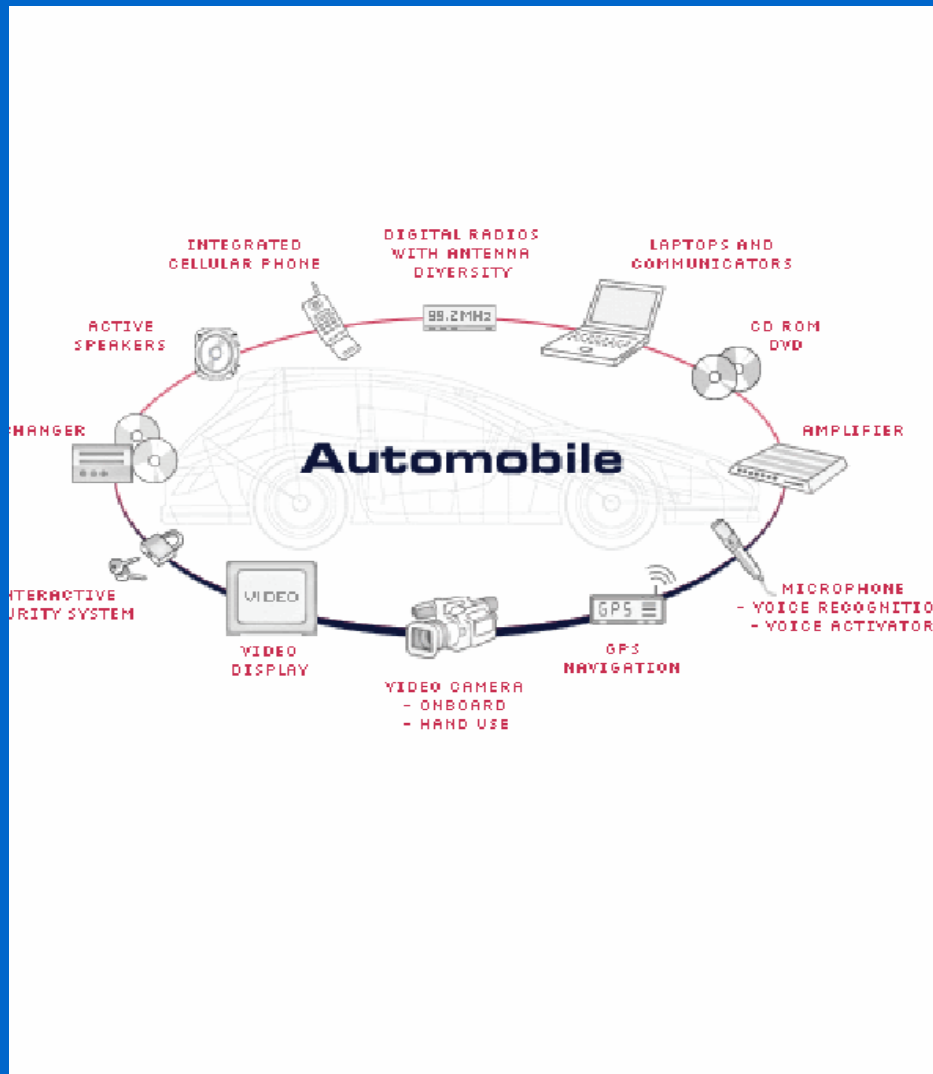 DIGITAL RADIOS
WITH ANTENNA
DIVERSITY
INTEGRATED
CELLULAR PHONE
LAPTOPS AND
COMMUNICATORS
99.2MHz
ACTIVE
SPEAKERS
CD ROM
DVD
HANGER
AMPLIFIER
Automobile
NTERACTIVE
URITY SYSTEM
VIDEO
GPS
MICROPHONE
- VOICE RECOGNITIO
- VOICE ACTIVATOR
VIDEO
DISPLAY
GPS
NAVIGATION
VIDEO CAMERA
- ONBOARD
- HAND USE